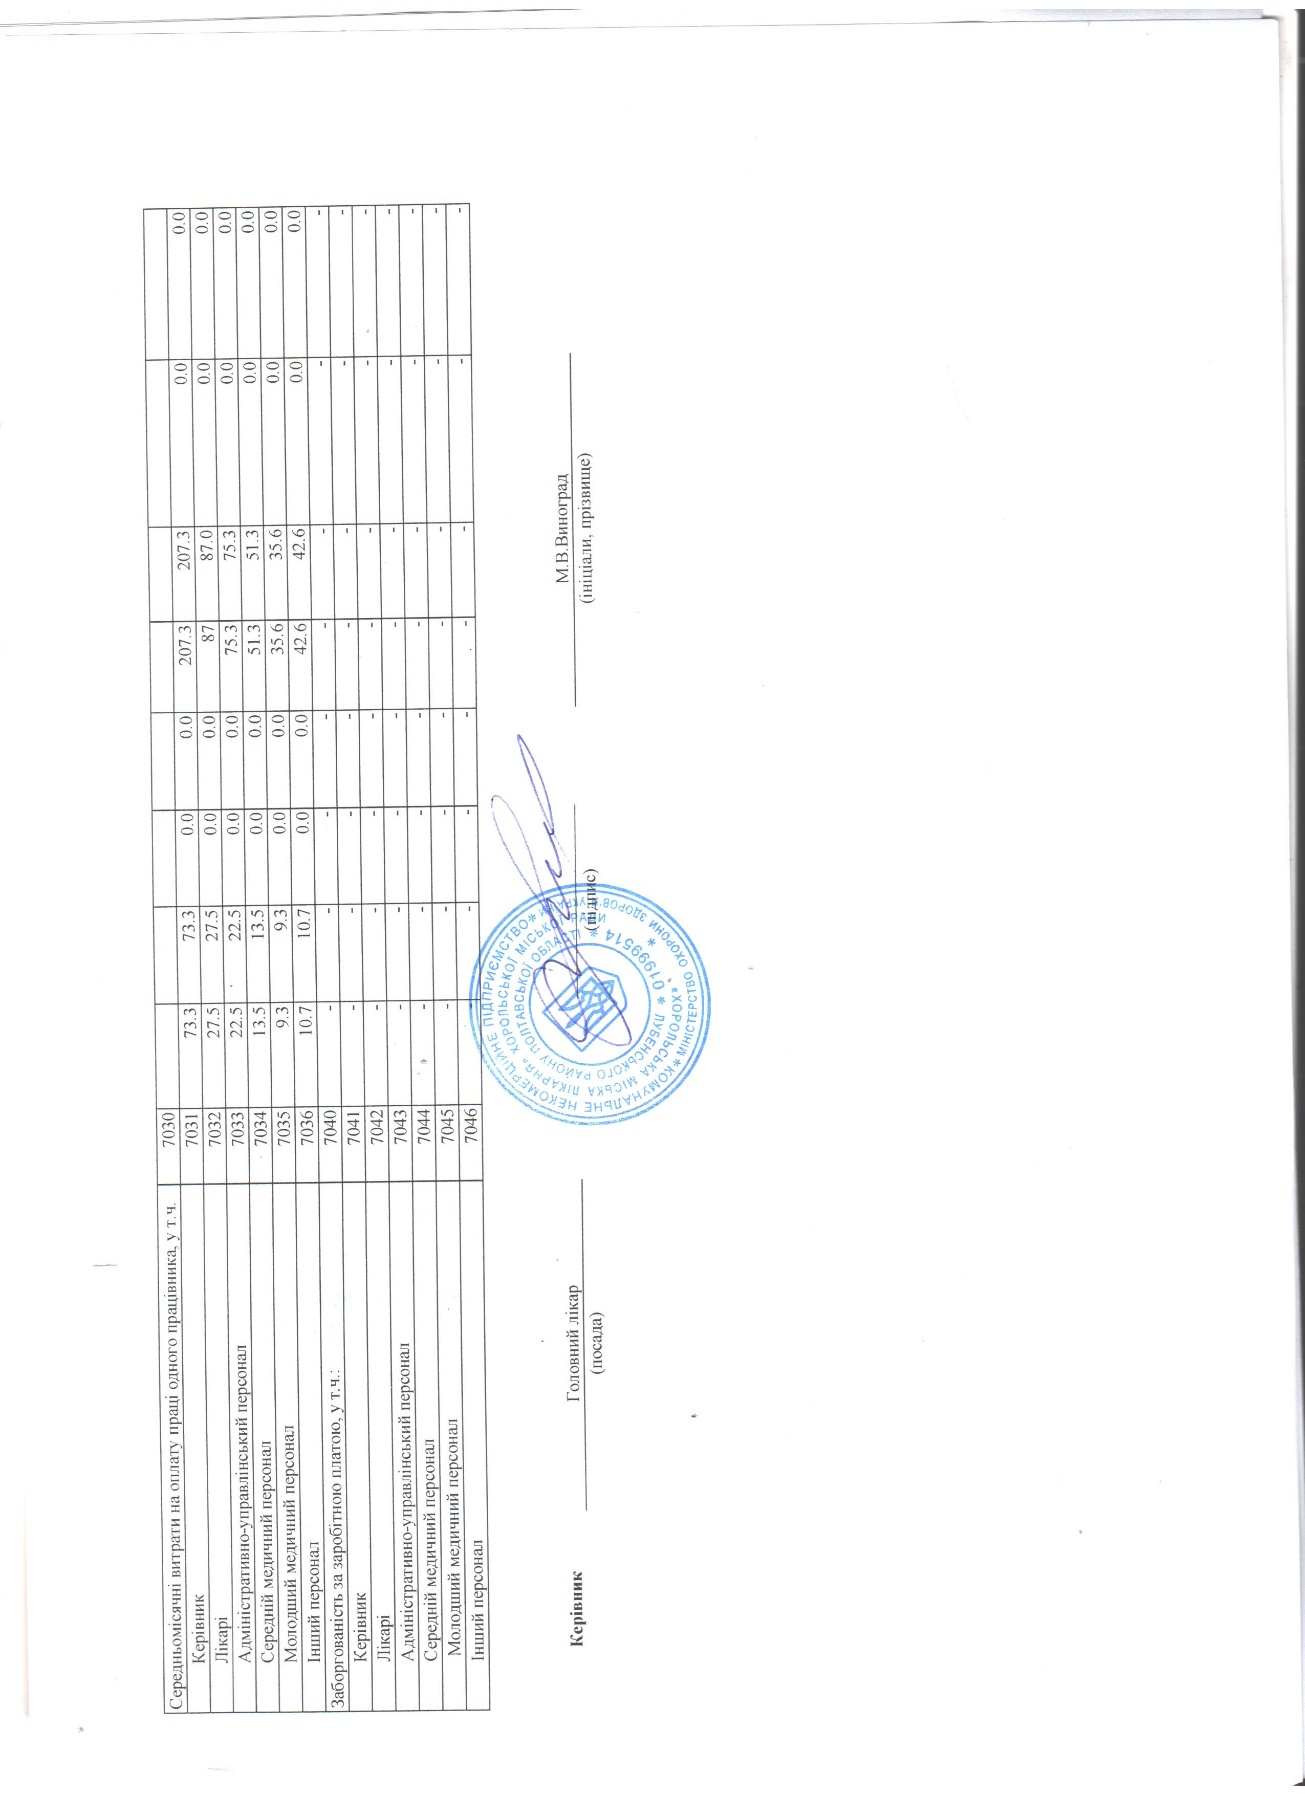 Середньомісячні витрати на оплату праці одного працівника, у т.ч. 7030
Керівник 7031 73.3 73.3 0.0 0.0 207.3 207.3 0.0 0.0
Лікарі 7032 27.5 27.5 0.0 0.0 87 87.0 0.0 0.0
Адміністративно-управлінський персонал 7033 22.5 22.5 0.0 0.0 75.3 75.3 0.0 0.0
Середній медичний персонал 7034 13.5 13.5 0.0 0.0 51.3 51.3 0.0 0.0
Молодший медичний персонал 7035 9.3 9.3 0.0 0.0 35.6 35.6 0.0 0.0
Інший персонал 7036 10.7 10.7 0.0 0.0 42.6 42.6 0.0 0.0
Заборгованість за заробітною платою, у т.ч.: 7040 - - - - - - - -
Керівник 7041 - - - - - - - -
Лікарі 7042 - - - - - - - -
Адміністративно-управлінський персонал 7043 - - - - - - - -
Середній медичний персонал 7044 - - - - - - - -
Молодший медичний персонал 7045 - - - - - - - -
Інший персонал 7046 - - - - - - - -
Керівник Головний лікар М.В.Виноград
(посада) (підпис) (ініціали, прізвище)
* КОМУНАЛЬНЕ НЕКОМЕРЦІЙНЕ ПІДПРИЄМСТВО *
МІНІСТЕРСТВО ОХОРОНИ ЗДОРОВ'Я УКРАЇНИ
МІСЬКА ЛІКАРНЯ» ХОРОЛЬСЬКОЇ МІСЬКОЇ РАДИ
ЛУБЕНСЬКОГО РАЙОНУ ПОЛТАВСЬКОЇ ОБЛАСТІ
* 01999514 *